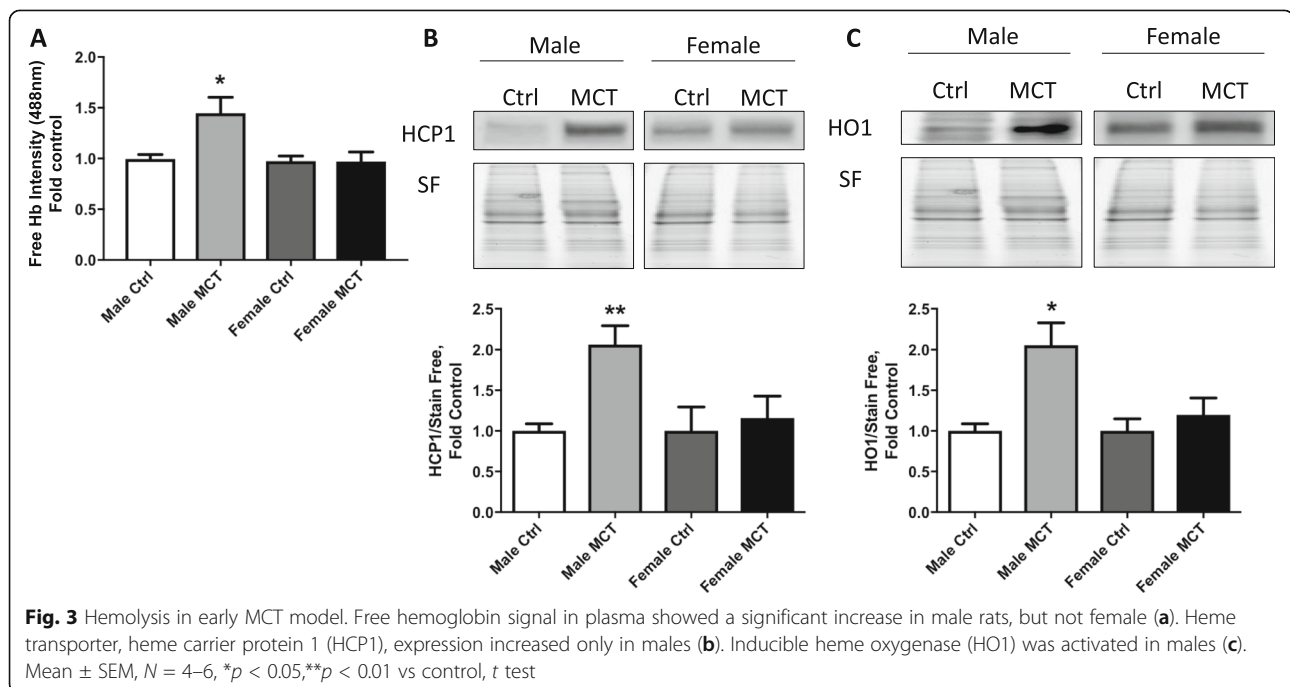 A
Free Hb Intensity (488nm)
Fold control
2.0
1.5
1.0
0.5
0.0
*
Male Ctrl
Male MCT
Female Ctrl
Female MCT
B
Male
Female
Ctrl
MCT
Ctrl
MCT
HCP1
SF
HCP1/Stain Free,
Fold Control
2.5
2.0
1.5
1.0
0.5
0.0
**
Male Ctrl
Male MCT
Female Ctrl
Female MCT
C
Male
Female
Ctrl
MCT
Ctrl
MCT
HO1
SF
HO1/Stain Free,
Fold Control
2.5
2.0
1.5
1.0
0.5
0.0
*
Male Ctrl
Male MCT
Female Ctrl
Female MCT
Fig. 3 Hemolysis in early MCT model. Free hemoglobin signal in plasma showed a significant increase in male rats, but not female (a). Heme
transporter, heme carrier protein 1 (HCP1), expression increased only in males (b). Inducible heme oxygenase (HO1) was activated in males (c).
Mean ± SEM, N = 4–6, *p < 0.05,**p < 0.01 vs control, t test